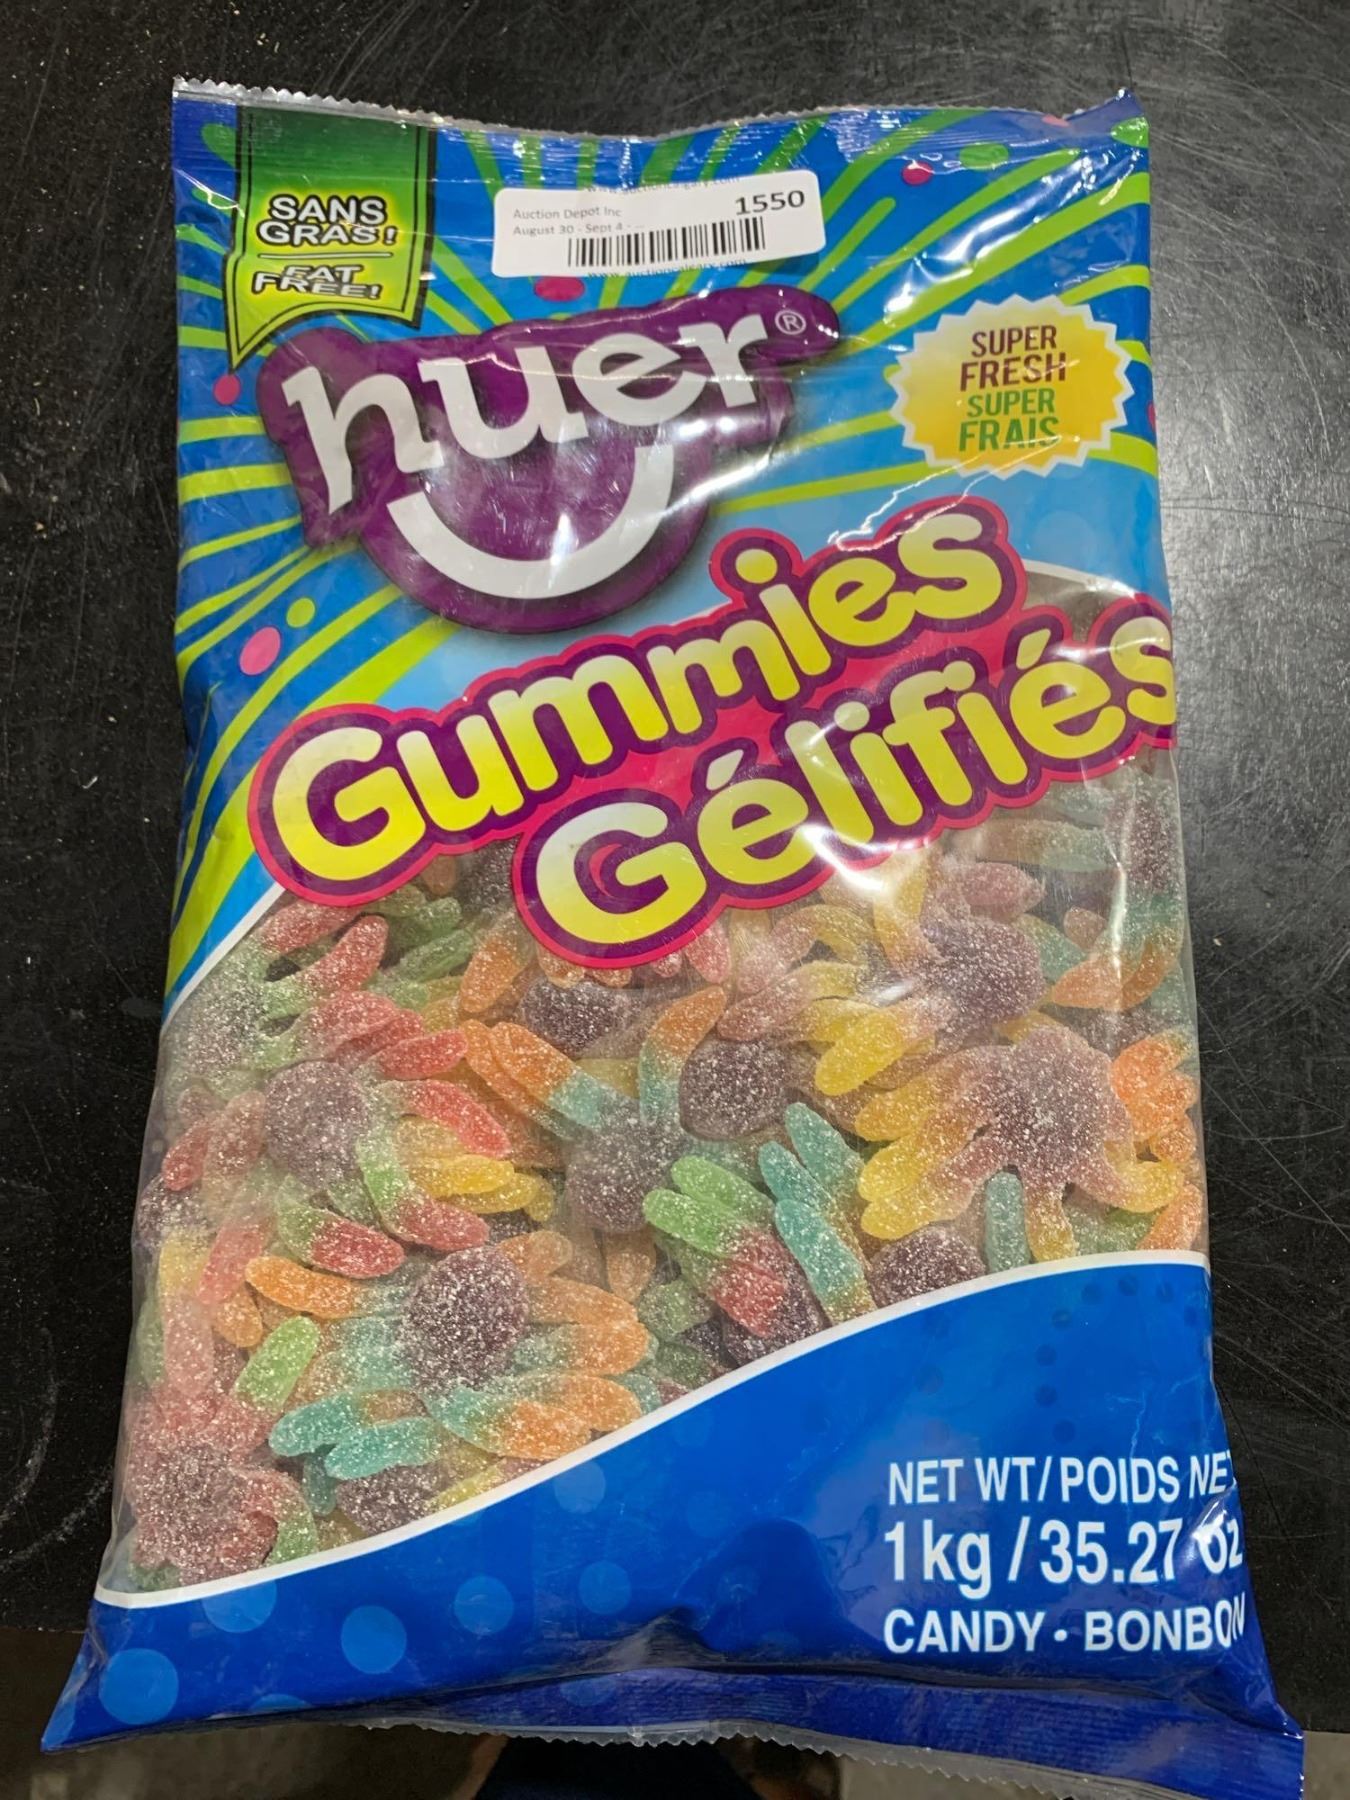 SANS
GRAS!
FAT
FREE!
Auction Depot Inc
1550
August 30 - Sept 4 - ...
huer®
SUPER
FRESH
SUPER
FRAIS
Gummies
Gélifiés
NET WT/POIDS NE
1kg / 35.27 oz
CANDY • BONBON